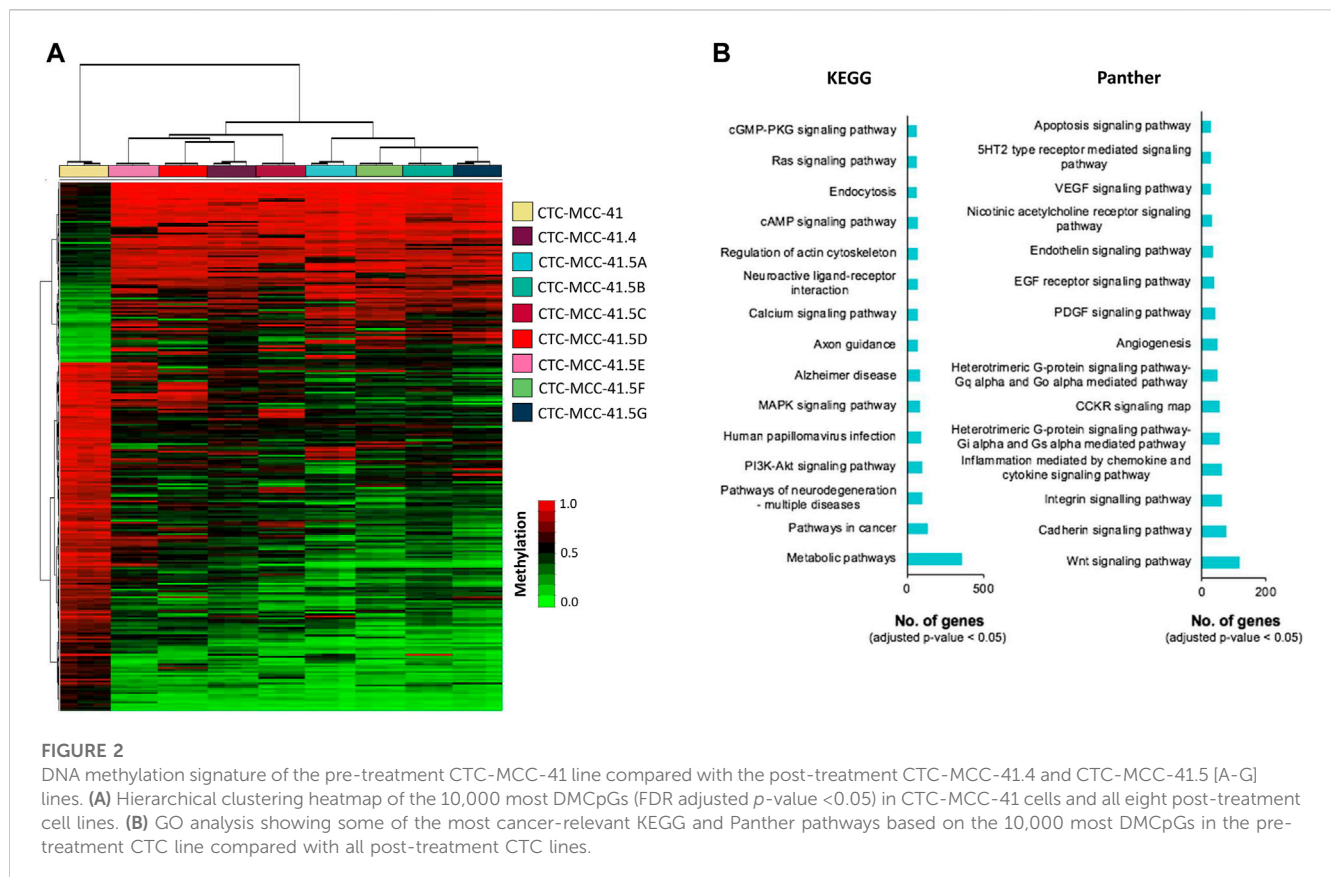 A
CTC-MCC-41
CTC-MCC-41.4
CTC-MCC-41.5A
CTC-MCC-41.5B
CTC-MCC-41.5C
CTC-MCC-41.5D
CTC-MCC-41.5E
CTC-MCC-41.5F
CTC-MCC-41.5G
Methylation
1.0
0.5
0.0
B
KEGG
cGMP-PKG signaling pathway
Ras signaling pathway
Endocytosis
cAMP signaling pathway
Regulation of actin cytoskeleton
Neuroactive ligand-receptor
interaction
Calcium signaling pathway
Axon guidance
Alzheimer disease
MAPK signaling pathway
Human papillomavirus infection
PI3K-Akt signaling pathway
Pathways of neurodegeneration
- multiple diseases
Pathways in cancer
Metabolic pathways
0
500
No. of genes
(adjusted p-value < 0.05)
Panther
Apoptosis signaling pathway
5HT2 type receptor mediated signaling
pathway
VEGF signaling pathway
Nicotinic acetylcholine receptor signaling
pathway
Endothelin signaling pathway
EGF receptor signaling pathway
PDGF signaling pathway
Angiogenesis
Heterotrimeric G-protein signaling pathway-
Gq alpha and Go alpha mediated pathway
CCKR signaling map
Heterotrimeric G-protein signaling pathway-
Gi alpha and Gs alpha mediated pathway
Inflammation mediated by chemokine and
cytokine signaling pathway
Integrin signalling pathway
Cadherin signaling pathway
Wnt signaling pathway
0
200
No. of genes
(adjusted p-value < 0.05)
FIGURE 2
DNA methylation signature of the pre-treatment CTC-MCC-41 line compared with the post-treatment CTC-MCC-41.4 and CTC-MCC-41.5 [A-G]
lines. (A) Hierarchical clustering heatmap of the 10,000 most DMCpGs (FDR adjusted p-value <0.05) in CTC-MCC-41 cells and all eight post-treatment
cell lines. (B) GO analysis showing some of the most cancer-relevant KEGG and Panther pathways based on the 10,000 most DMCpGs in the pre-
treatment CTC line compared with all post-treatment CTC lines.